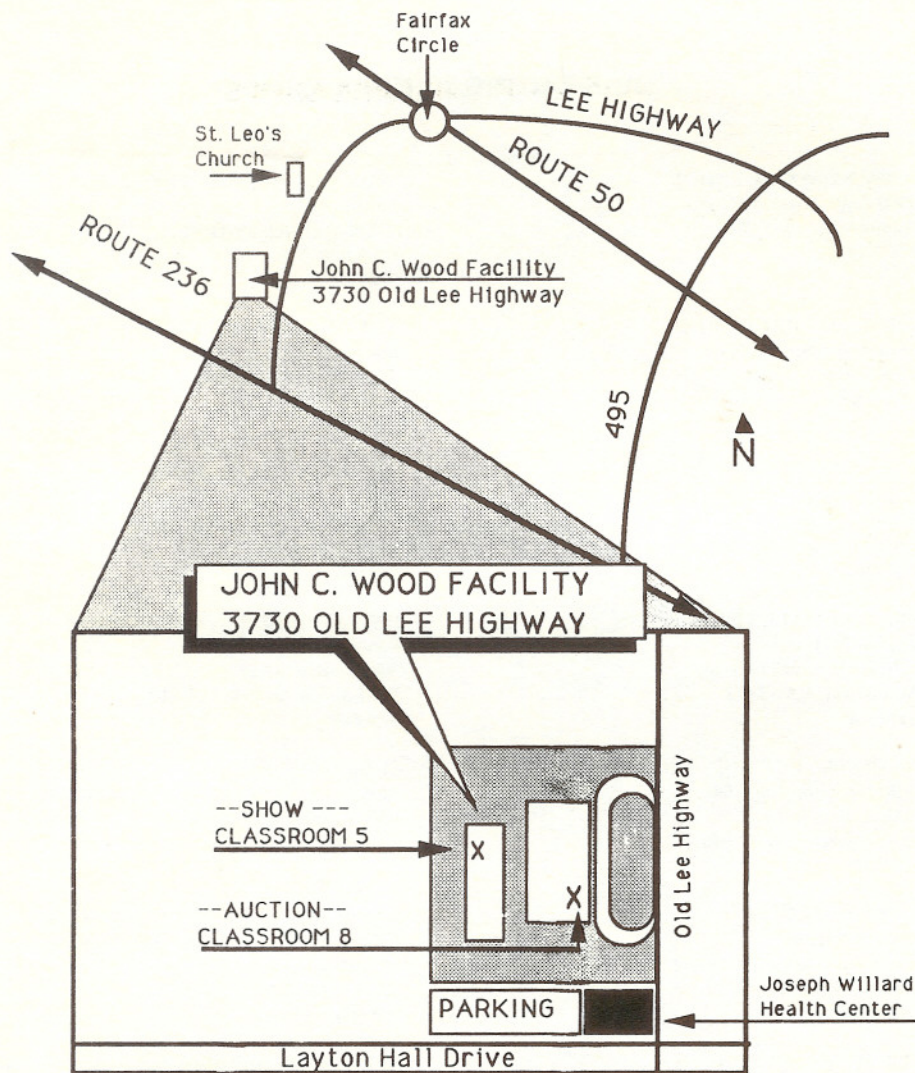 Fairfax
Circle
LEE HIGHWAY
St. Leo's
Church
ROUTE 50
ROUTE 236
John C. Wood Facility
3730 Old Lee Highway
495
N
JOHN C. WOOD FACILITY
3730 OLD LEE HIGHWAY
--SHOW ---
CLASSROOM 5
X
--AUCTION--
CLASSROOM 8
X
Old Lee Highway
Joseph Willard
Health Center
PARKING
Layton Hall Drive